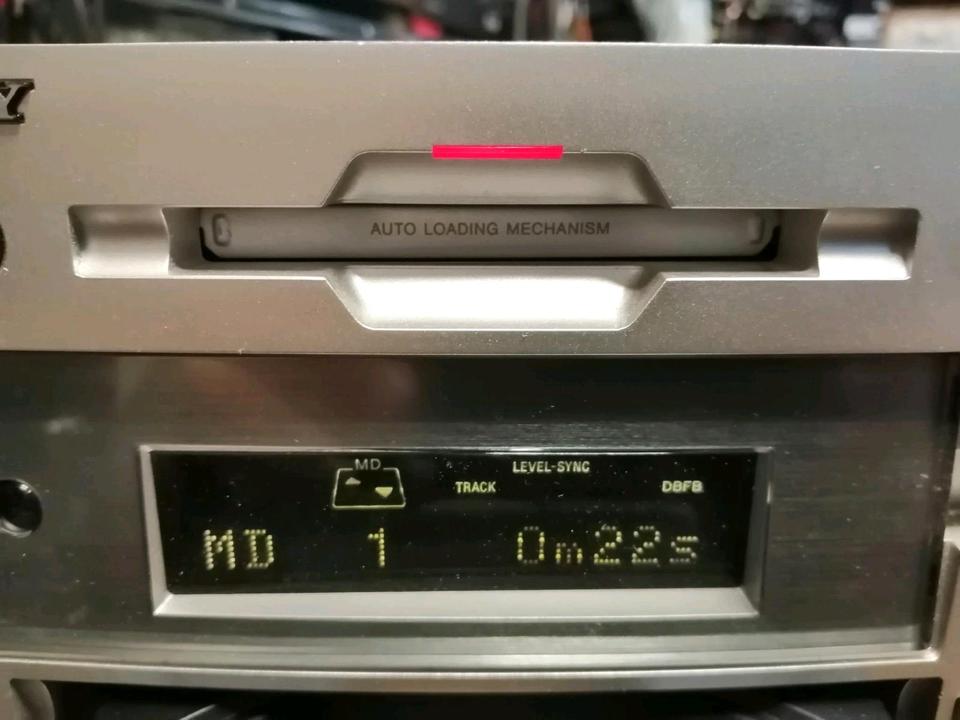 Y
AUTO LOADING MECHANISM
MD
LEVEL-SYNC
TRACK
DBFB
MD 1 0m22s